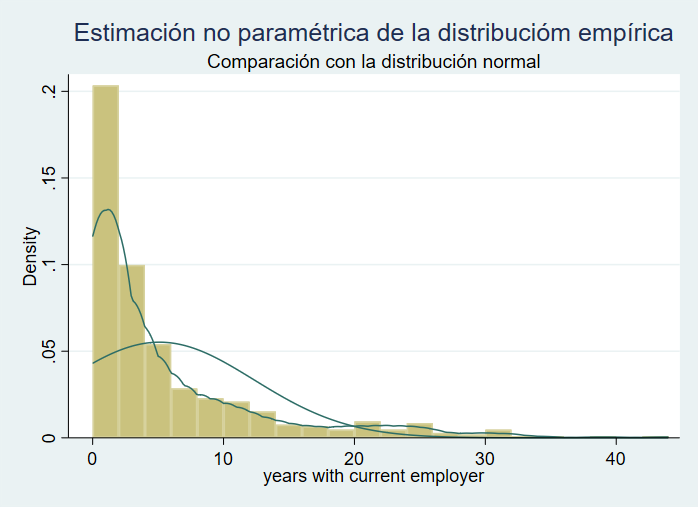 Estimación no paramétrica de la distribucióm empírica
Comparación con la distribución normal
.2
.15
.1
.05
0
Density
0 10 20 30 40
years with current employer